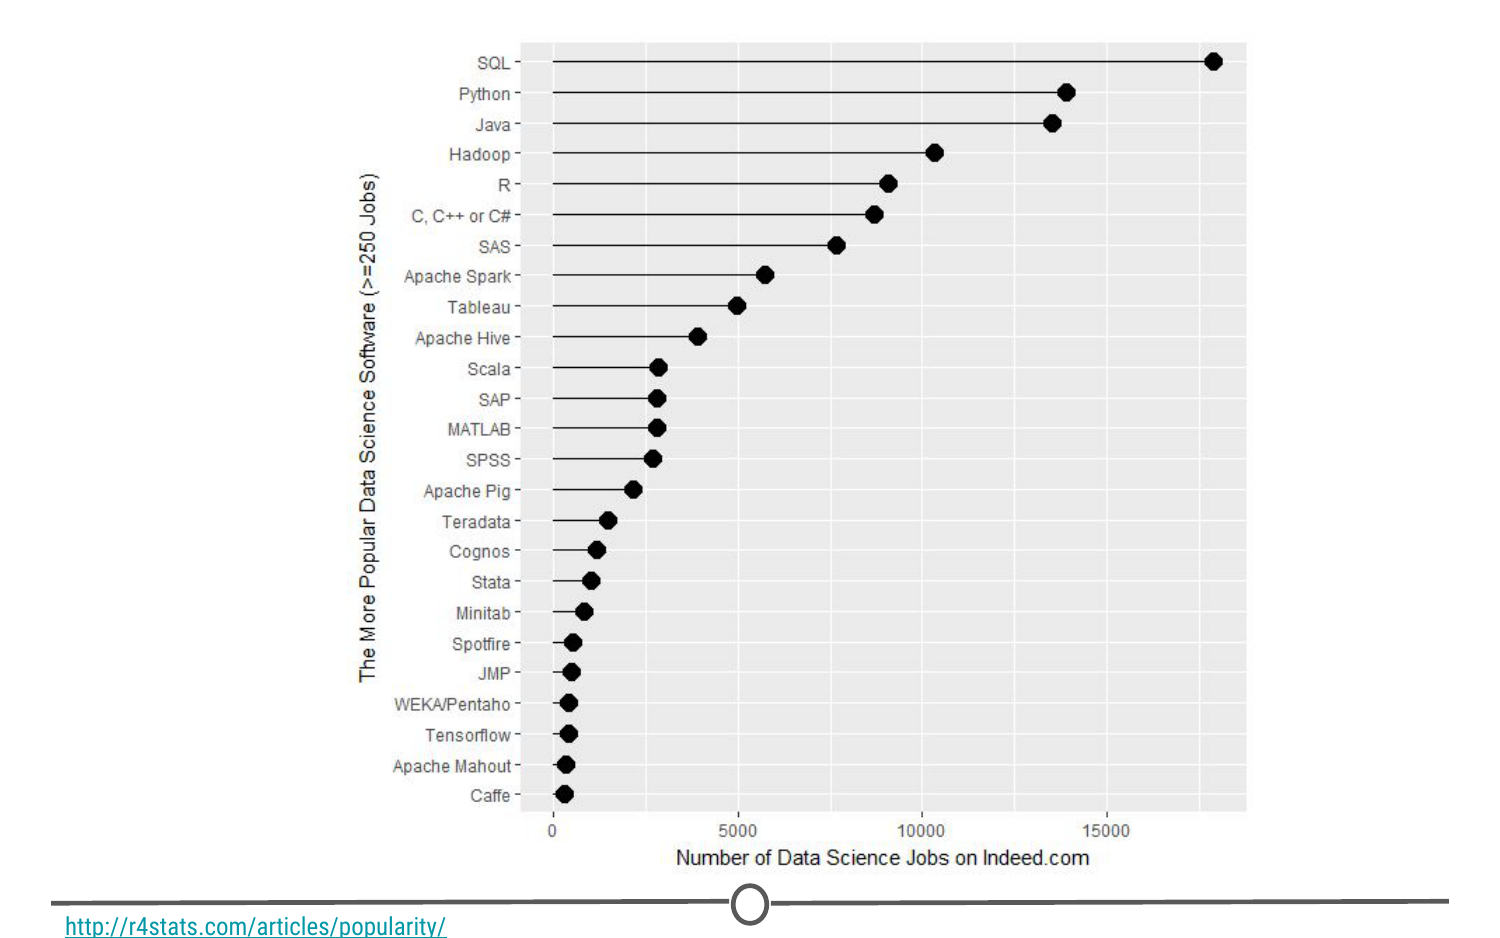 SQL
Python
Java
Hadoop
R
C, C++ or C#
SAS
Apache Spark
Tableau
Apache Hive
Scala
SAP
MATLAB
SPSS
Apache Pig
Teradata
Cognos
Stata
Minitab
Spotfire
JMP
WEKA/Pentaho
Tensorflow
Apache Mahout
Caffe
The More Popular Data Science Software (>=250 Jobs)
0 5000 10000 15000
Number of Data Science Jobs on Indeed.com
http://r4stats.com/articles/popularity/